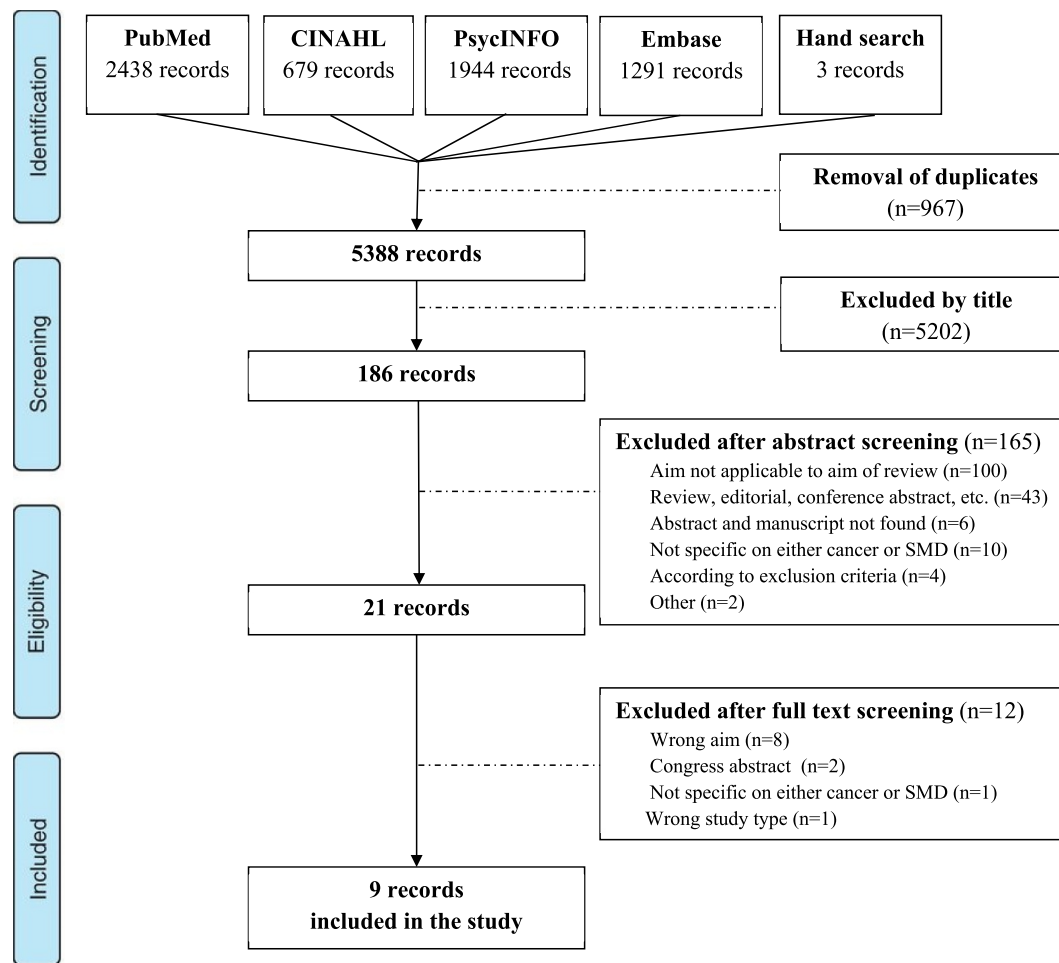 Identification
PubMed
2438 records
CINAHL
679 records
PsycINFO
1944 records
Embase
1291 records
Hand search
3 records
Removal of duplicates
(n=967)
5388 records
Screening
Excluded by title
(n=5202)
186 records
Excluded after abstract screening (n=165)
Aim not applicable to aim of review (n=100)
Review, editorial, conference abstract, etc. (n=43)
Abstract and manuscript not found (n=6)
Not specific on either cancer or SMD (n=10)
According to exclusion criteria (n=4)
Other (n=2)
Eligibility
21 records
Excluded after full text screening (n=12)
Wrong aim (n=8)
Congress abstract (n=2)
Not specific on either cancer or SMD (n=1)
Wrong study type (n=1)
Included
9 records
included in the study